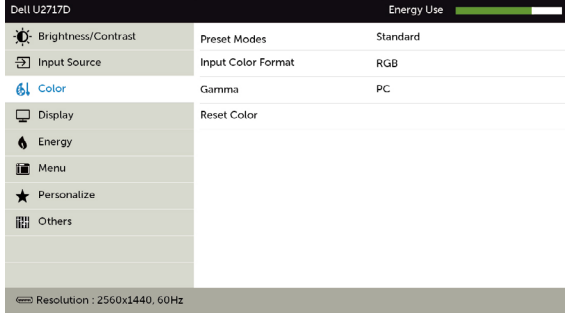 Dell U2717D Energy Use
Brightness/Contrast Preset Modes Standard
Input Source Input Color Format RGB
Color Gamma PC
Display Reset Color
Energy
Menu
Personalize
Others
Resolution : 2560x1440, 60Hz